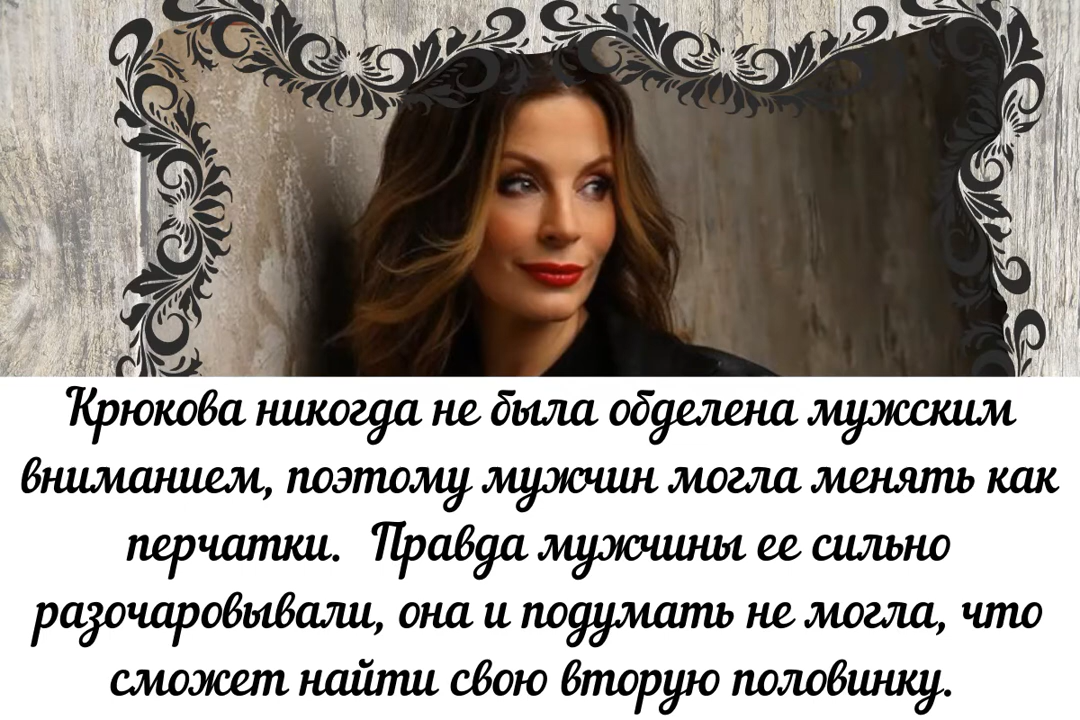 Крюкова никогда не была обделена мужским
вниманием, поэтому мужчин могла менять как
перчатки.  Правда мужчины ее сильно
разочаровывали, она и подумать не могла, что
сможет найти свою вторую половинку.